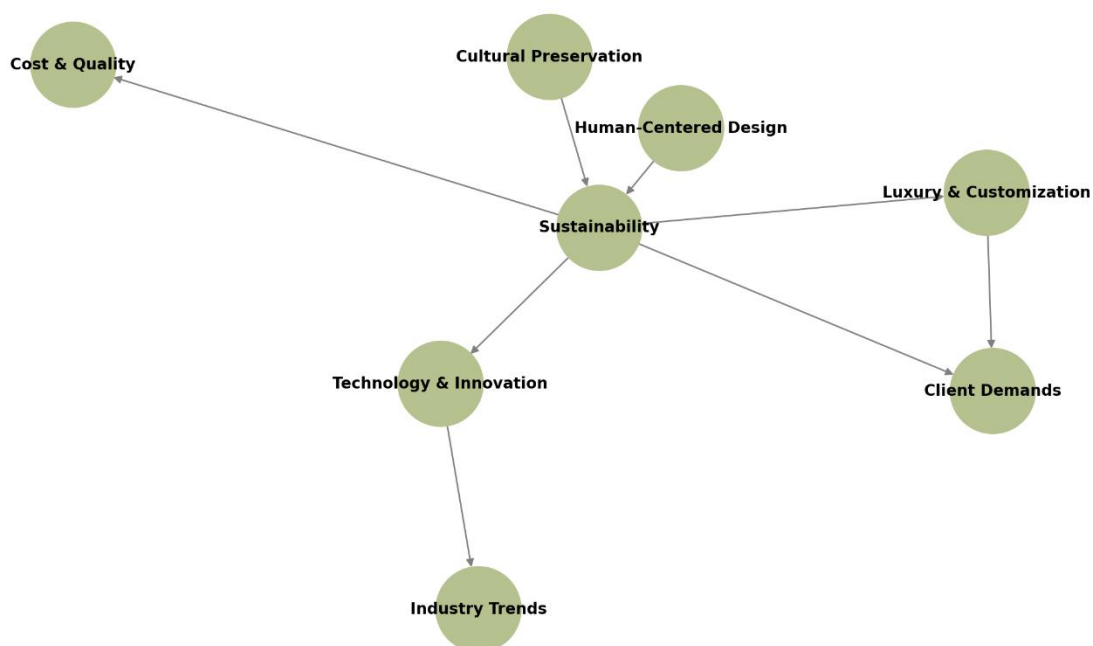 Cultural Preservation
Cost & Quality
Human-Centered Design
Luxury & Customization
Sustainability
Technology & Innovation
Client Demands
Industry Trends